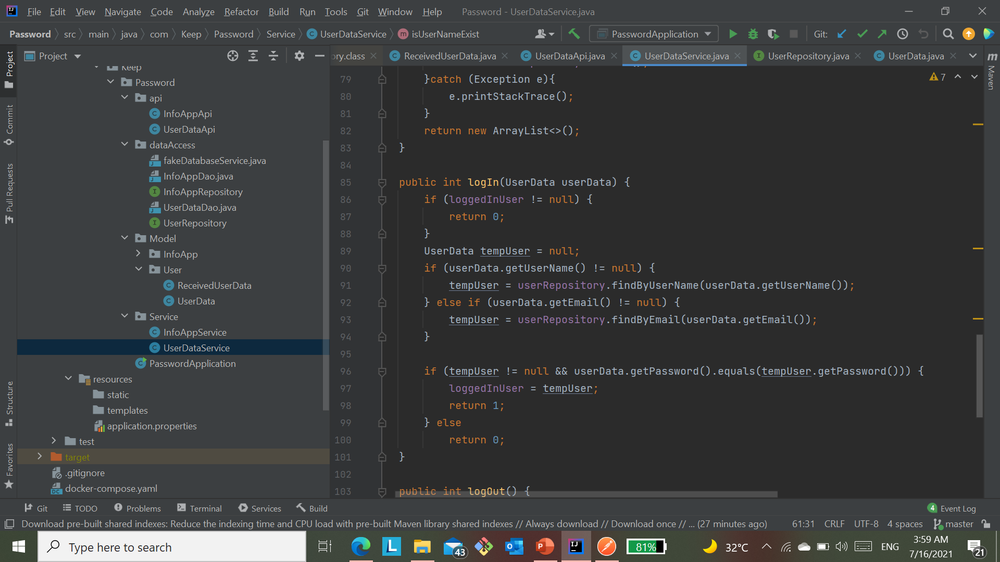 File Edit View Navigate Code Analyze Refactor Build Run Tools Git Window Help Password - UserDataService.java
Password src main java com Keep Password Service UserDataService isUserNameExist PasswordApplication Git:
Project
ory.class ReceivedUserData.java UserDataApi.java UserDataService.java UserRepository.java UserData.java
Project
Commit
Pull Requests
Structure
Favorites
Maven
Keep
Password
api
InfoAppApi
UserDataApi
dataAccess
fakeDatabaseService.java
InfoAppDao.java
InfoAppRepository
UserDataDao.java
UserRepository
Model
InfoApp
User
ReceivedUserData
UserData
Service
InfoAppService
UserDataService
PasswordApplication
resources
static
templates
application.properties
test
target
.gitignore
docker-compose.yaml
7
79 }catch (Exception e){
80 e.printStackTrace();
81 }
82 return new ArrayList<>();
83 }
84
85 public int logIn(UserData userData) {
86 if (loggedInUser != null) {
87 return 0;
88 }
89 UserData tempUser = null;
90 if (userData.getUserName() != null) {
91 tempUser = userRepository.findByUserName(userData.getUserName());
92 } else if (userData.getEmail() != null) {
93 tempUser = userRepository.findByEmail(userData.getEmail());
94 }
95
96 if (tempUser != null && userData.getPassword().equals(tempUser.getPassword())) {
97 loggedInUser = tempUser;
98 return 1;
99 } else
100 return 0;
101 }
102
103 public int logOut() {
Git TODO Problems Terminal Services Build 4 Event Log
Download pre-built shared indexes: Reduce the indexing time and CPU load with pre-built Maven library shared indexes // Always download // Download once // ... (27 minutes ago) 61:31 CRLF UTF-8 4 spaces master
Type here to search 43 81% 32°C ENG 3:59 AM
7/16/2021 21